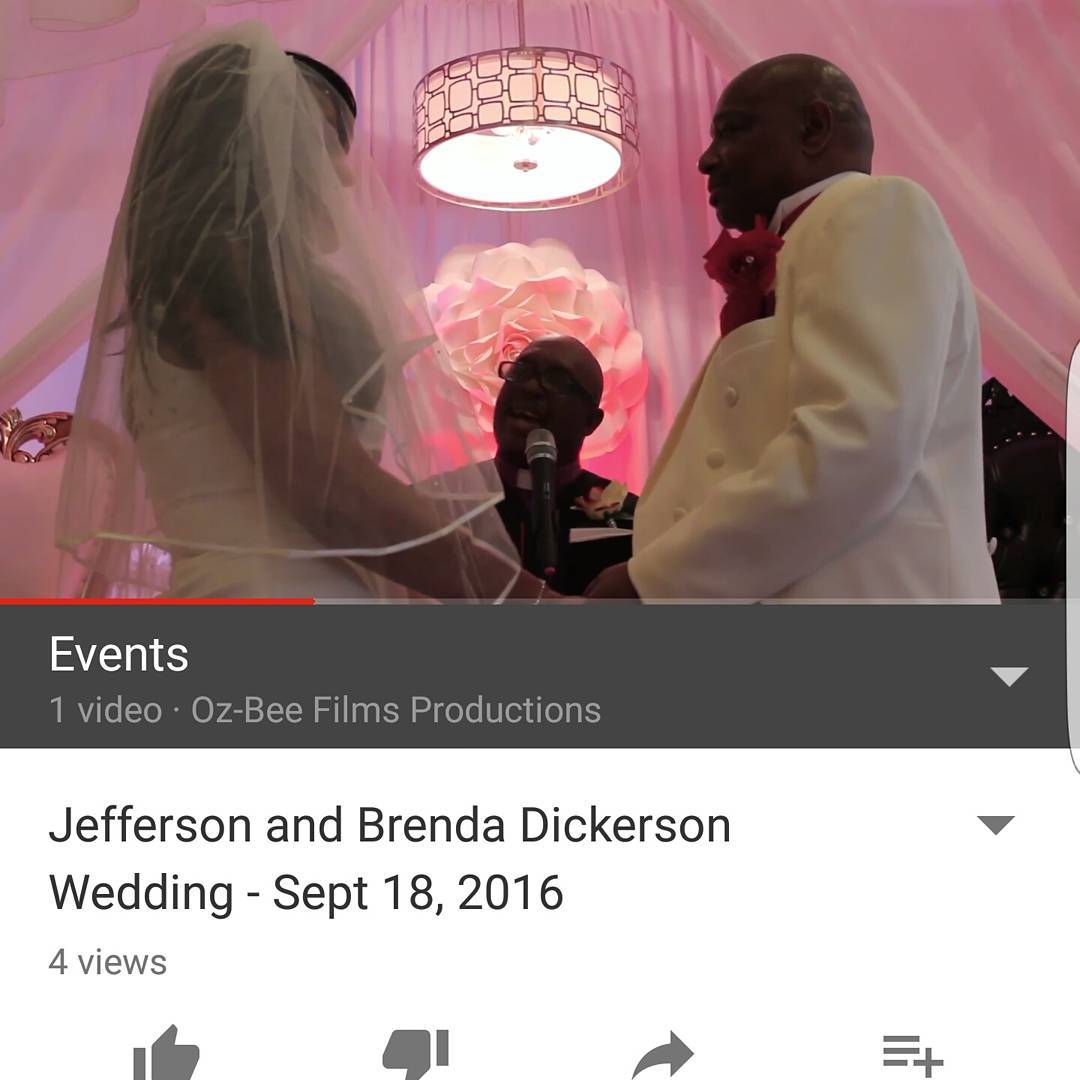 Events
1 video · Oz-Bee Films Productions
Jefferson and Brenda Dickerson
Wedding - Sept 18, 2016
4 views